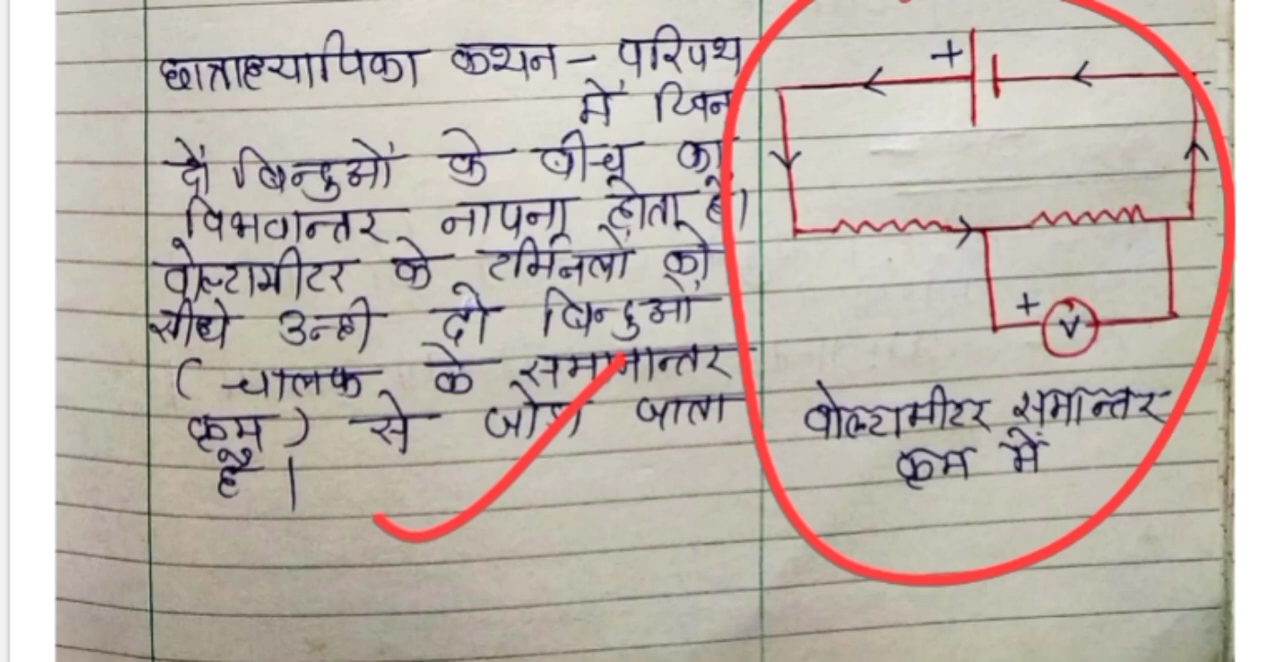 छात्राध्यापिका कथन - परिपथ
में जिन
दो बिन्दुओं के बीच का
विभवान्तर नापना होता है।
वोल्टामीटर के टर्मिनलों को
सीधे उन्ही दो बिन्दुओं
( चालक के समानान्तर
क्रम ) से जोड़ा जाता
है।
+
+
V
वोल्टामीटर समान्तर
क्रम में